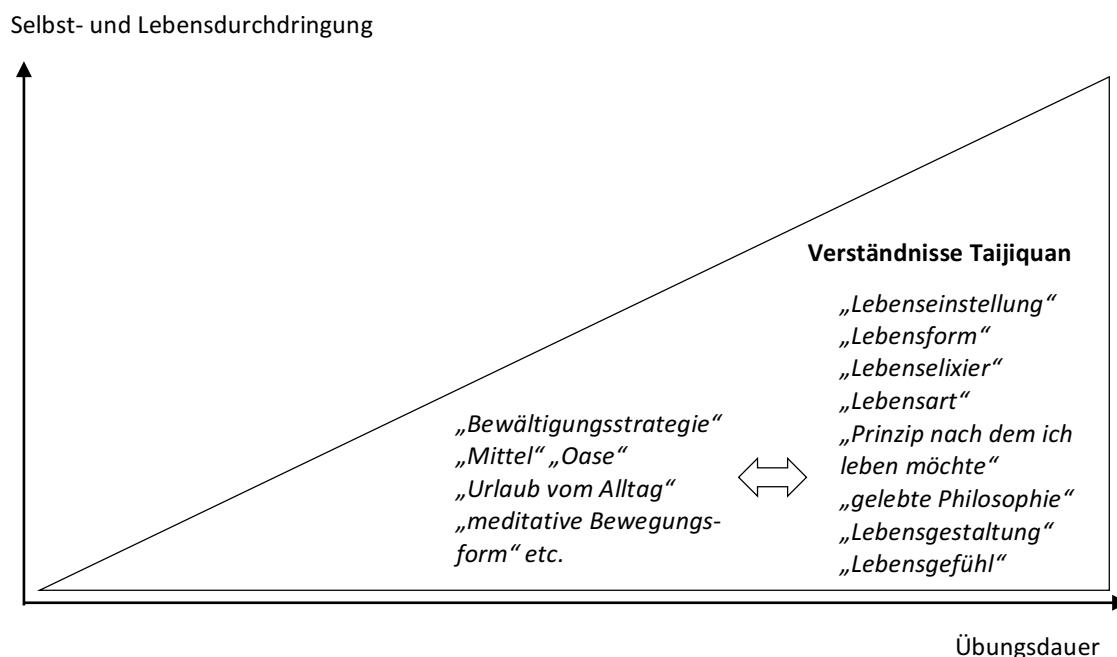 Selbst- und Lebensdurchdringung
Verständnisse Taijiquan
„Lebenseinstellung“
„Lebensform“
„Lebenselixier“
„Lebensart“
„Prinzip nach dem ich
leben möchte“
„gelebte Philosophie“
„Lebensgestaltung“
„Lebensgefühl“
„Bewältigungsstrategie“
„Mittel“ „Oase“
„Urlaub vom Alltag“
„meditative Bewegungs-
form“ etc.
Übungsdauer